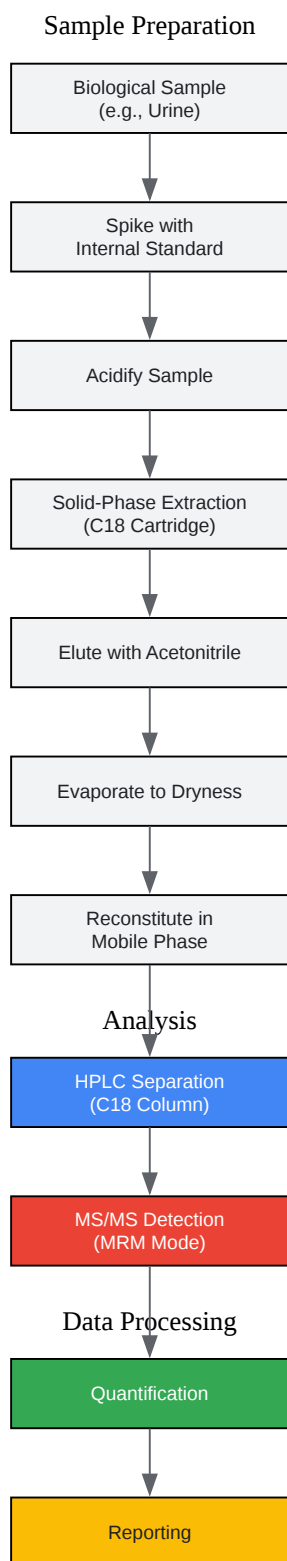 Sample Preparation
Biological Sample
(e.g., Urine)
Spike with
Internal Standard
Acidify Sample
Solid-Phase Extraction
(C18 Cartridge)
Elute with Acetonitrile
Evaporate to Dryness
Reconstitute in
Mobile Phase
Analysis
HPLC Separation
(C18 Column)
MS/MS Detection
(MRM Mode)
Data Processing
Quantification
Reporting